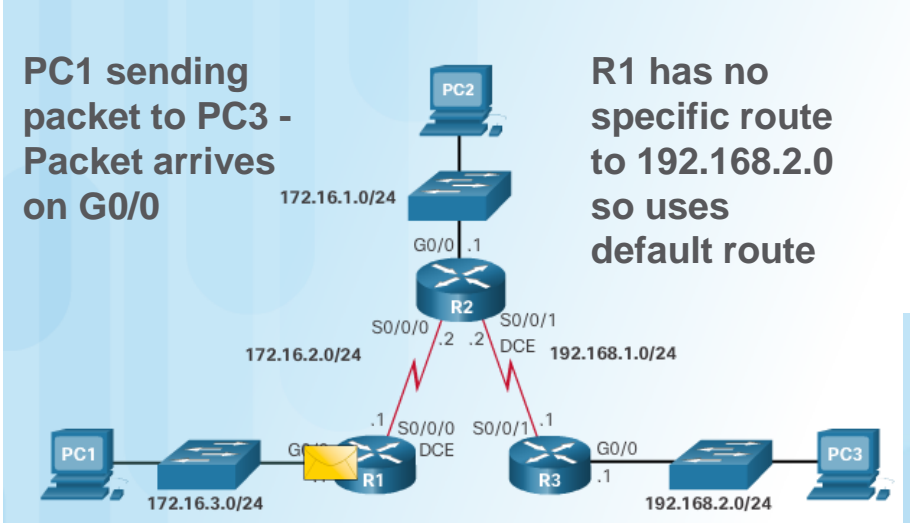 PC1 sending
packet to PC3 -
Packet arrives
on G0/0
R1 has no
specific route
to 192.168.2.0
so uses
default route
PC2
172.16.1.0/24
G0/0 .1
R2
S0/0/0 .2 .2 S0/0/1
DCE
172.16.2.0/24
192.168.1.0/24
.1 S0/0/0
DCE
S0/0/1 .1
PC1
R1
R3
G0/0
.1
PC3
172.16.3.0/24
192.168.2.0/24